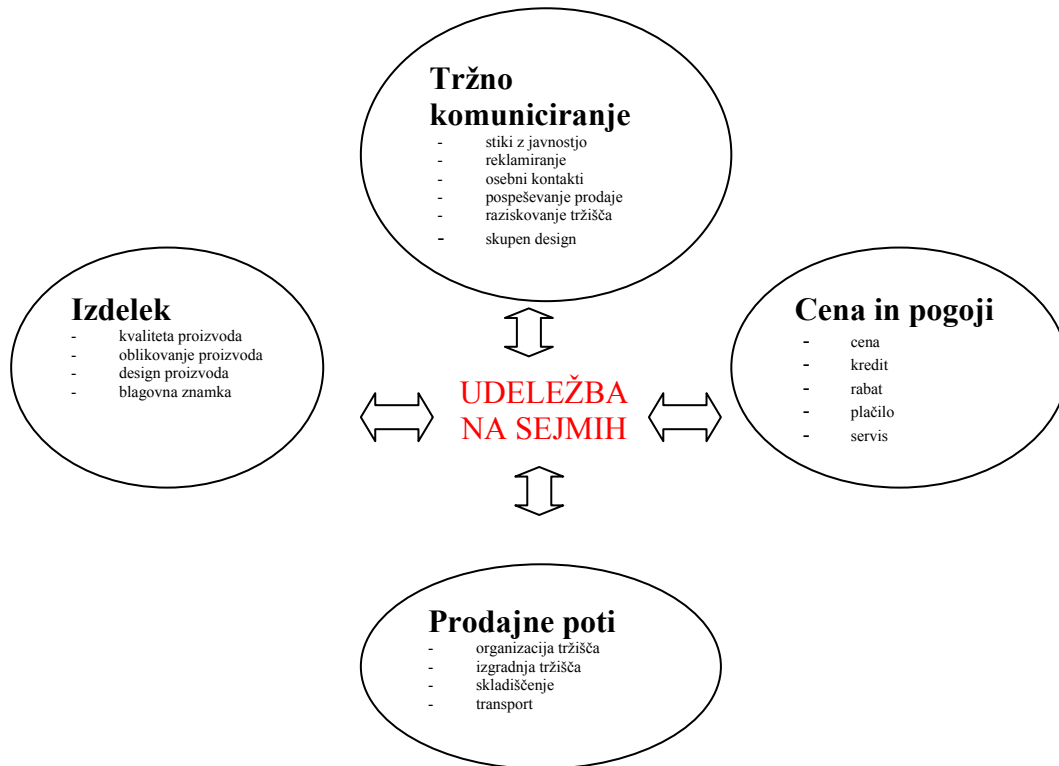 Tržno
komuniciranje
- stiki z javnostjo
- reklamiranje
- osebni kontakti
- pospeševanje prodaje
- raziskovanje tržišča
- skupen design
Izdelek
- kvaliteta proizvoda
- oblikovanje proizvoda
- design proizvoda
- blagovna znamka
UDELEŽBA
NA SEJMIH
Cena in pogoji
- cena
- kredit
- rabat
- plačilo
- servis
Prodajne poti
- organizacija tržišča
- izgradnja tržišča
- skladiščenje
- transport